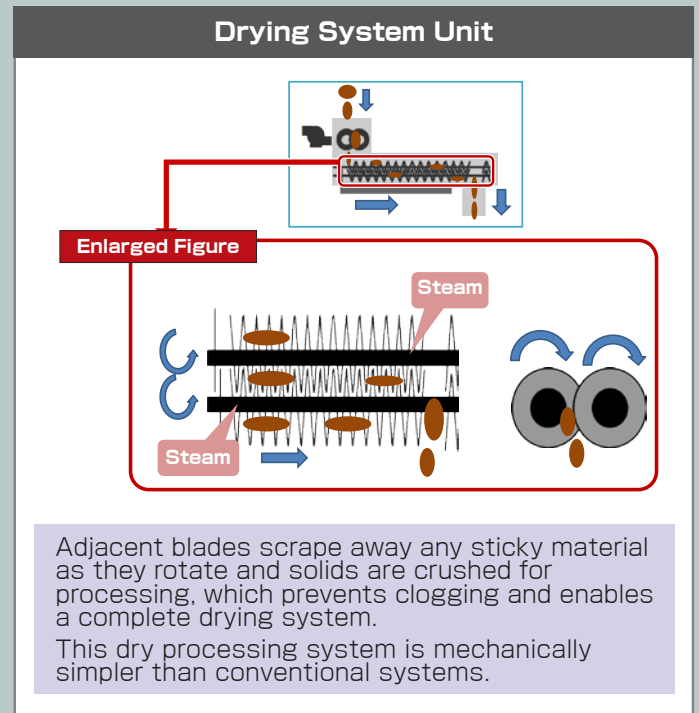 Drying System Unit
Enlarged Figure
Steam
Steam
Adjacent blades scrape away any sticky material
as they rotate and solids are crushed for
processing, which prevents clogging and enables
a complete drying system.
This dry processing system is mechanically
simpler than conventional systems.